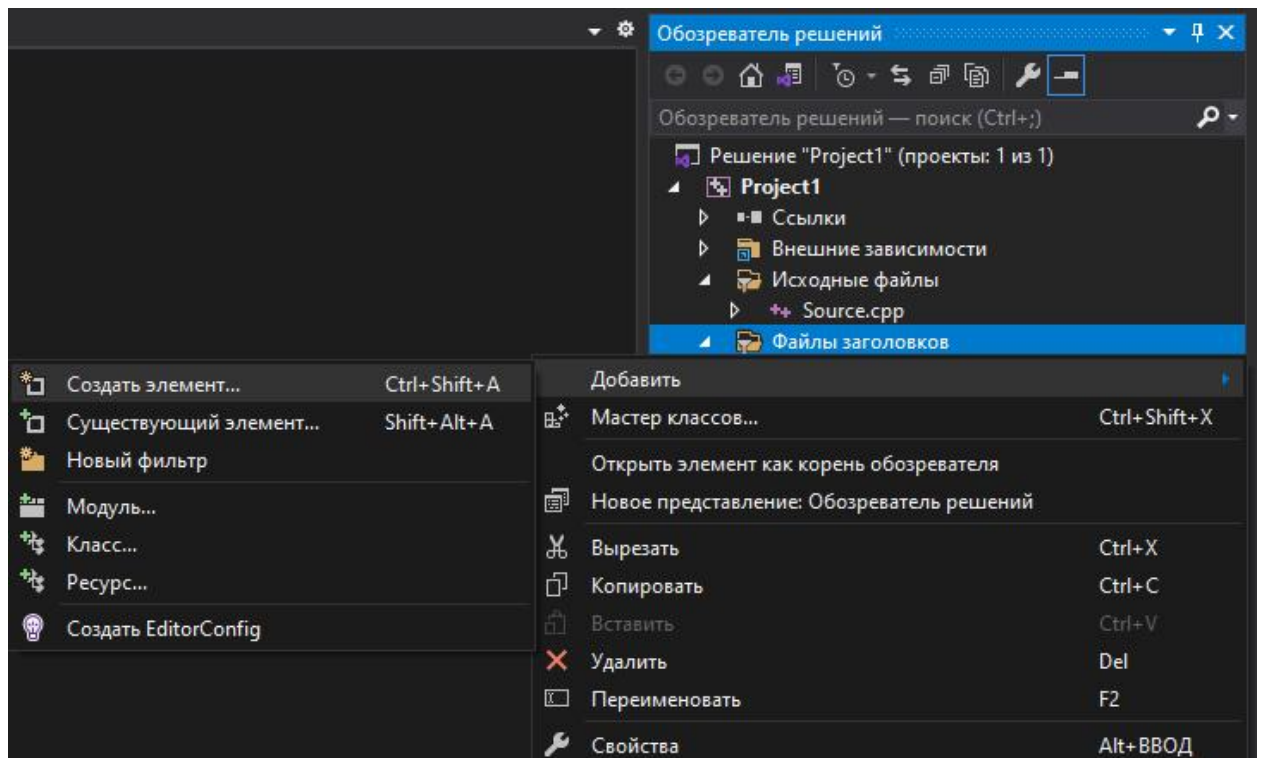 Обозреватель решений
Обозреватель решений — поиск (Ctrl+;)
Решение "Project1" (проекты: 1 из 1)
Project1
Ссылки
Внешние зависимости
Исходные файлы
Source.cpp
Файлы заголовков
Создать элемент... Ctrl+Shift+A
Существующий элемент... Shift+Alt+A
Новый фильтр
Модуль...
Класс...
Ресурс...
Создать EditorConfig
Добавить
Мастер классов... Ctrl+Shift+X
Открыть элемент как корень обозревателя
Новое представление: Обозреватель решений
Вырезать Ctrl+X
Копировать Ctrl+C
Вставить Ctrl+V
Удалить Del
Переименовать F2
Свойства Alt+ВВОД